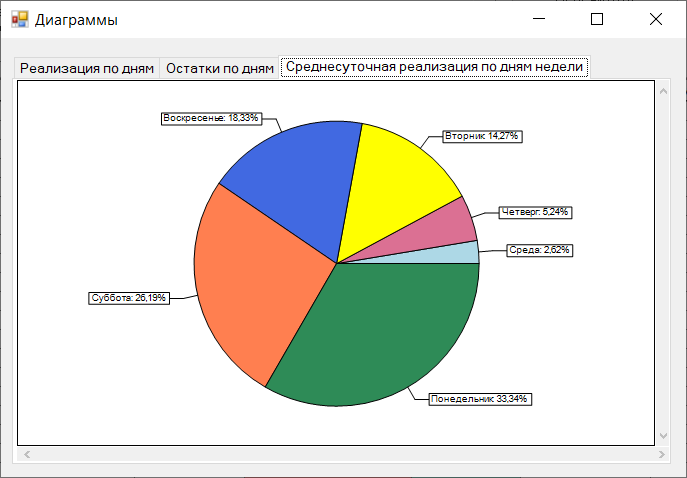 Диаграммы
Реализация по дням
Остатки по дням
Среднесуточная реализация по дням недели
Воскресенье: 18,33%
Вторник: 14,27%
Четверг: 5,24%
Среда: 2,62%
Суббота: 26,19%
Понедельник: 33,34%